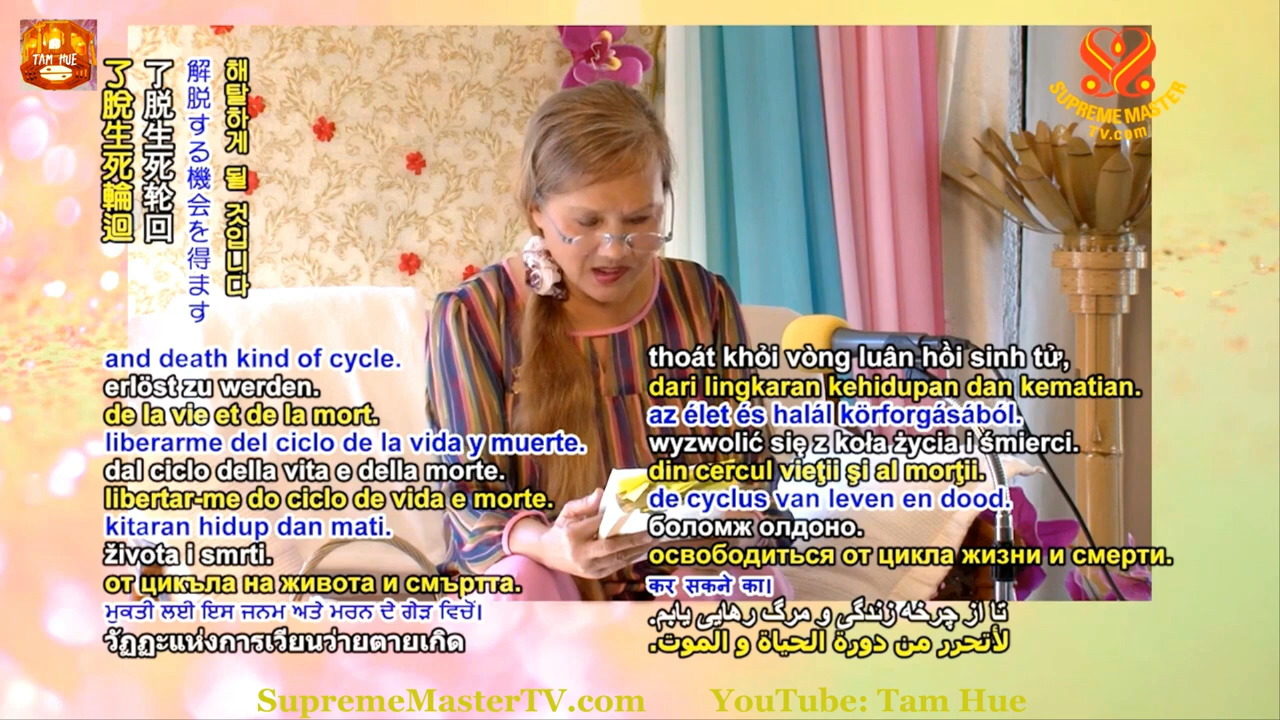 TAM HUE
SUPREME MASTER
TV.com
了脫生死輪迴
了脱生死轮回
解脱する機会を得ます
해탈하게 될 것입니다
and death kind of cycle.
erlöst zu werden.
de la vie et de la mort.
liberarme del ciclo de la vida y muerte.
dal ciclo della vita e della morte.
libertar-me do ciclo de vida e morte.
kitaran hidup dan mati.
života i smrti.
от цикъла на живота и смъртта.
ਮੁਕਤੀ ਲਈ ਇਸ ਜਨਮ ਅਤੇ ਮਰਨ ਦੇ ਗੇੜ ਵਿਚੋਂ।
วัฏฏะแห่งการเวียนว่ายตายเกิด
thoát khỏi vòng luân hồi sinh tử,
dari lingkaran kehidupan dan kematian.
az élet és halál körforgásából.
wyzwolić się z koła życia i śmierci.
din cercul vieţii şi al morţii.
de cyclus van leven en dood.
боломж олдоно.
освободиться от цикла жизни и смерти.
कर सकने का।
تا از چرخه زندگی و مرگ رهایی یابم.
لأتحرر من دورة الحياة و الموت.
SupremeMasterTV.com
YouTube: Tam Hue